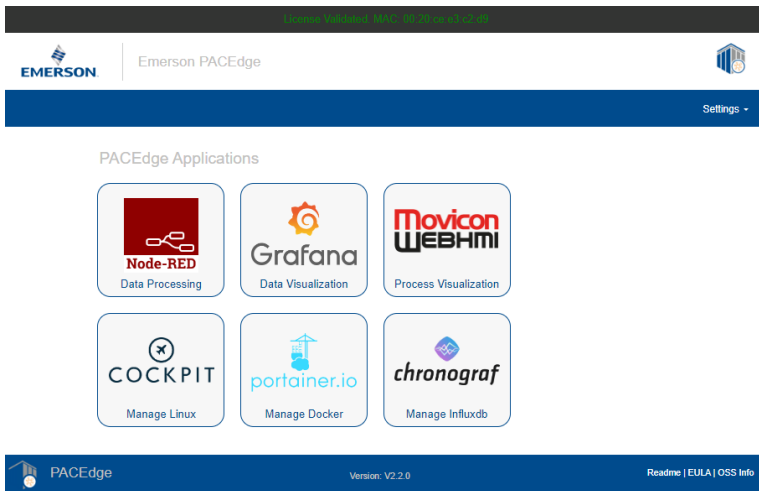 License Validated. MAC: 00:20:ce:e3:c2:d9
EMERSON.
Emerson PACEdge
Settings
PACEdge Applications
Node-RED
Data Processing
Grafana
Data Visualization
Movicon
WEBHMI
Process Visualization
COCKPIT
Manage Linux
portainer.io
Manage Docker
chronograf
Manage Influxdb
PACEdge
Version: V2.2.0
Readme | EULA | OSS Info